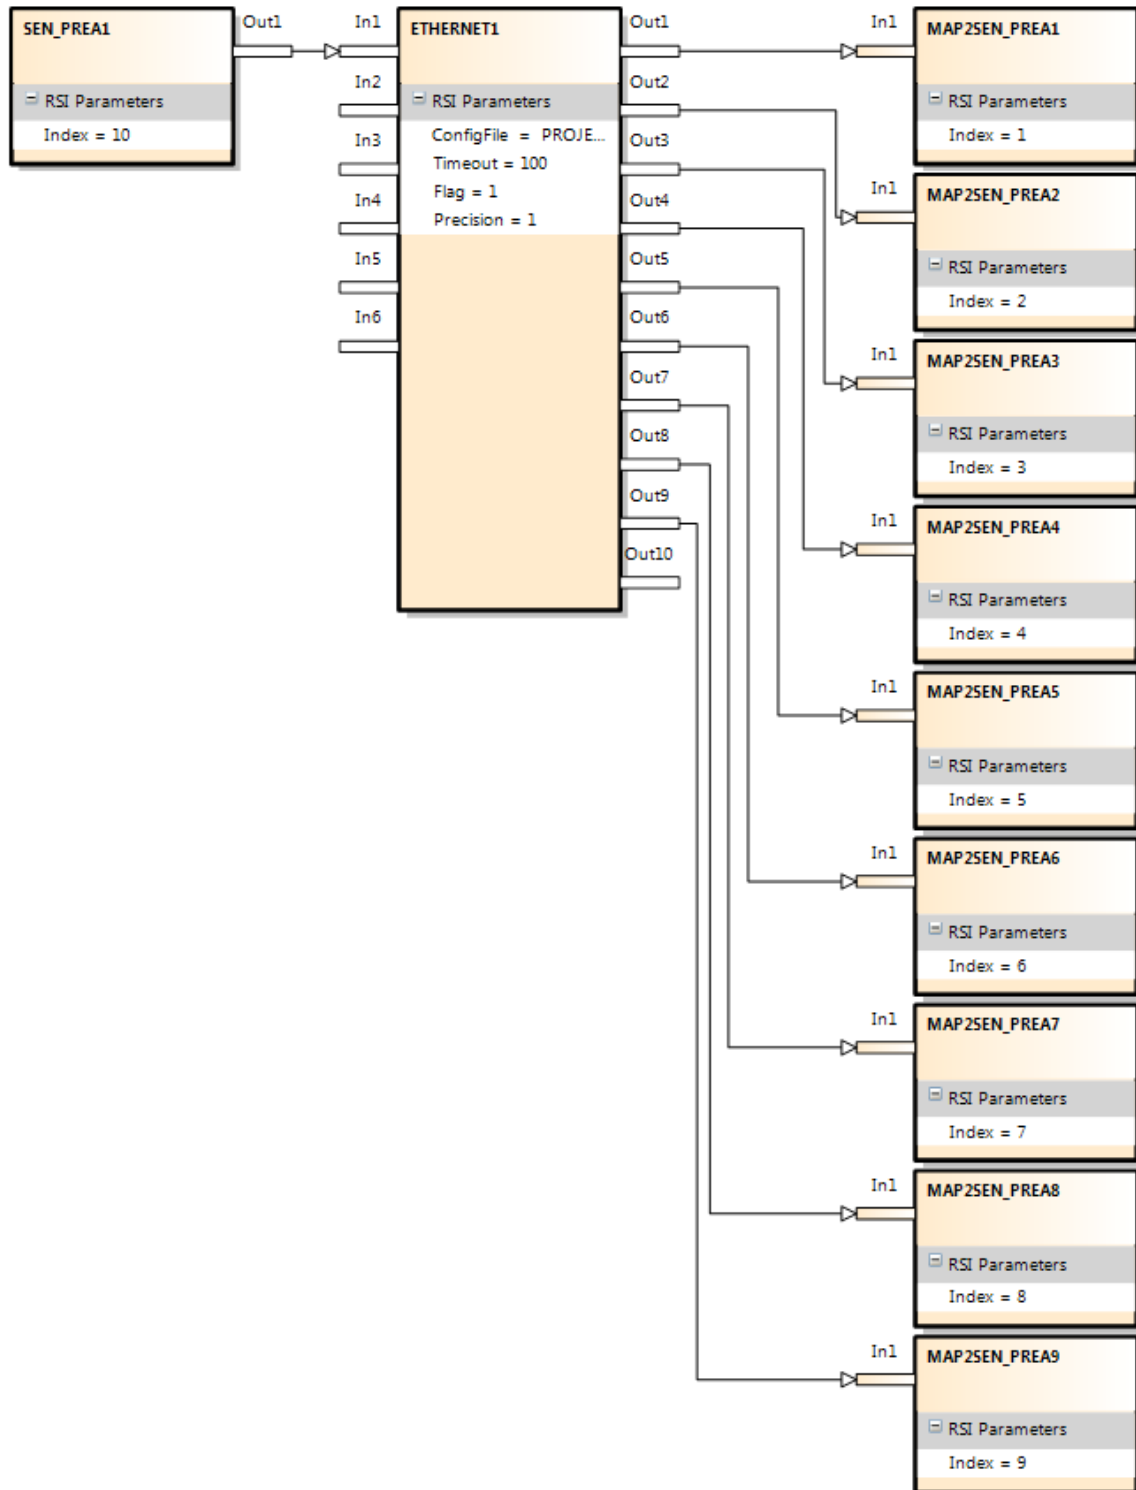 SEN_PREA1
Out1
RSI Parameters
Index = 10
In1
In2
In3
In4
In5
In6
ETHERNET1
RSI Parameters
ConfigFile = PROJE...
Timeout = 100
Flag = 1
Precision = 1
Out1
Out2
Out3
Out4
Out5
Out6
Out7
Out8
Out9
Out10
In1
MAP2SEN_PREA1
RSI Parameters
Index = 1
In1
MAP2SEN_PREA2
RSI Parameters
Index = 2
In1
MAP2SEN_PREA3
RSI Parameters
Index = 3
In1
MAP2SEN_PREA4
RSI Parameters
Index = 4
In1
MAP2SEN_PREA5
RSI Parameters
Index = 5
In1
MAP2SEN_PREA6
RSI Parameters
Index = 6
In1
MAP2SEN_PREA7
RSI Parameters
Index = 7
In1
MAP2SEN_PREA8
RSI Parameters
Index = 8
In1
MAP2SEN_PREA9
RSI Parameters
Index = 9